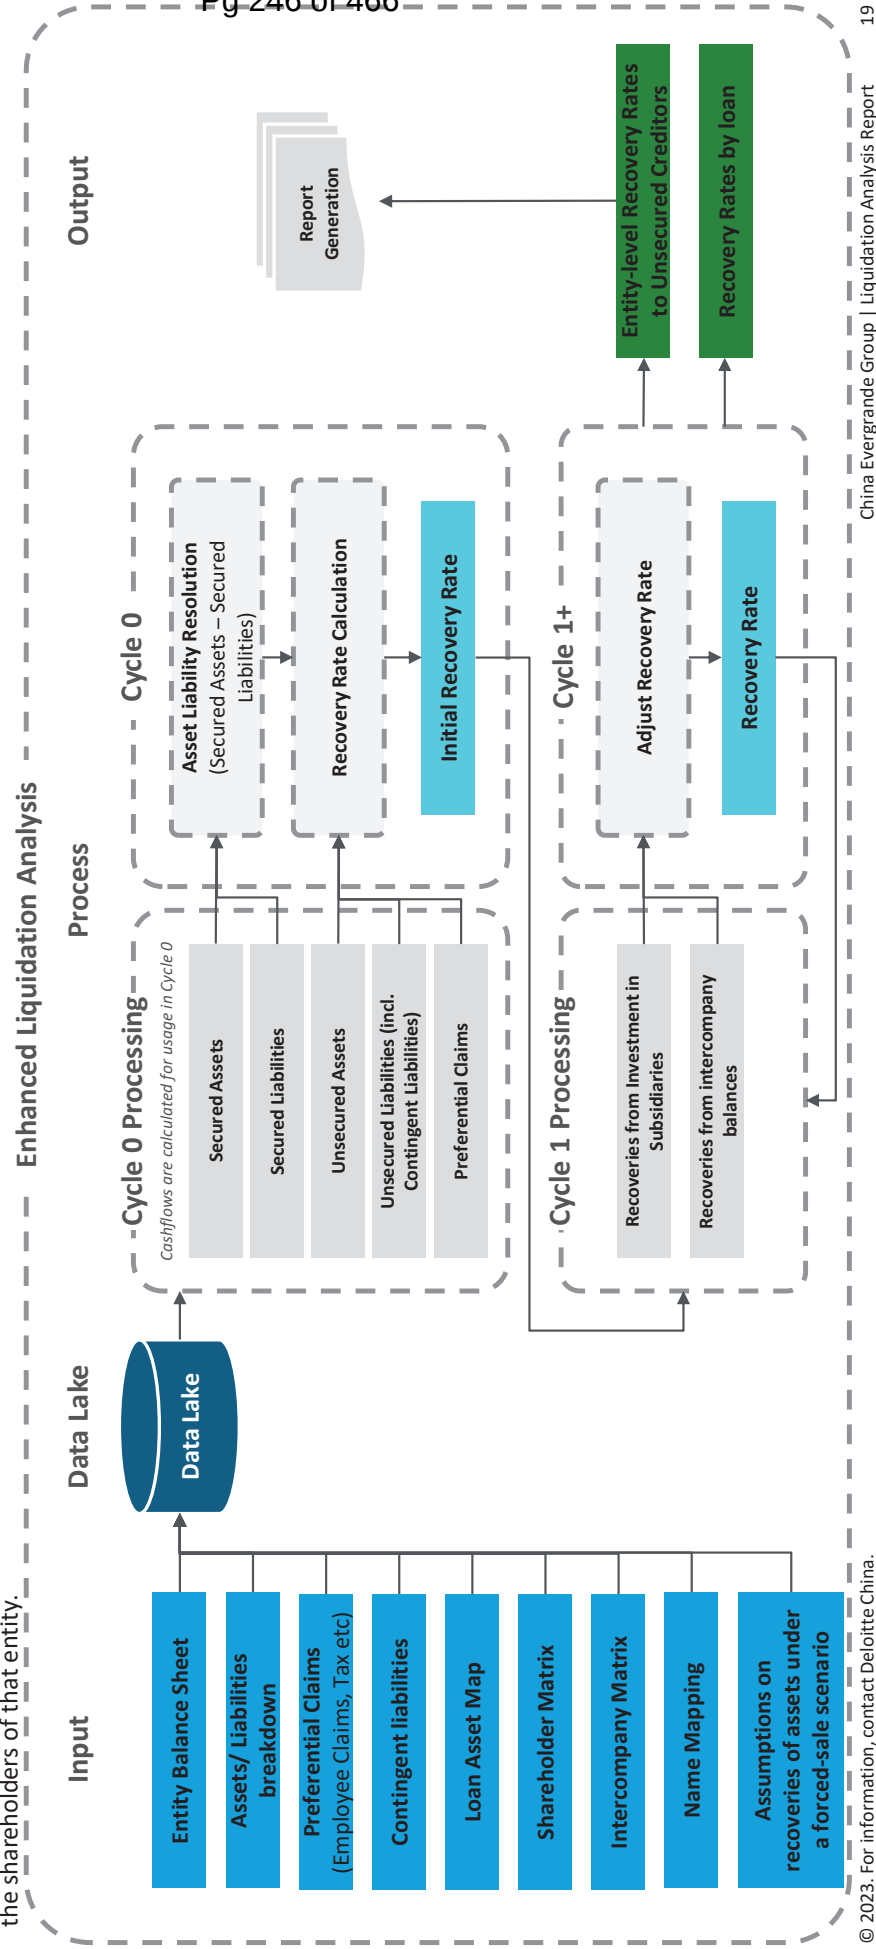 Pg 246 of 466
the shareholders of that entity.
Enhanced Liquidation Analysis
Input
Data Lake
Process
Output
Entity Balance Sheet
Assets/ Liabilities
breakdown
Preferential Claims
(Employee Claims, Tax etc)
Contingent liabilities
Loan Asset Map
Shareholder Matrix
Intercompany Matrix
Name Mapping
Assumptions on
recoveries of assets under
a forced-sale scenario
Data Lake
Cycle 0 Processing
Cashflows are calculated for usage in Cycle 0
Secured Assets
Secured Liabilities
Unsecured Assets
Unsecured Liabilities (incl.
Contingent Liabilities)
Preferential Claims
Cycle 0
Asset Liability Resolution
(Secured Assets – Secured
Liabilities)
Recovery Rate Calculation
Initial Recovery Rate
Cycle 1 Processing
Recoveries from Investment in
Subsidiaries
Recoveries from intercompany
balances
Cycle 1+
Adjust Recovery Rate
Recovery Rate
Report
Generation
Entity-level Recovery Rates
to Unsecured Creditors
Recovery Rates by loan
© 2023. For information, contact Deloitte China.
China Evergrande Group | Liquidation Analysis Report
19